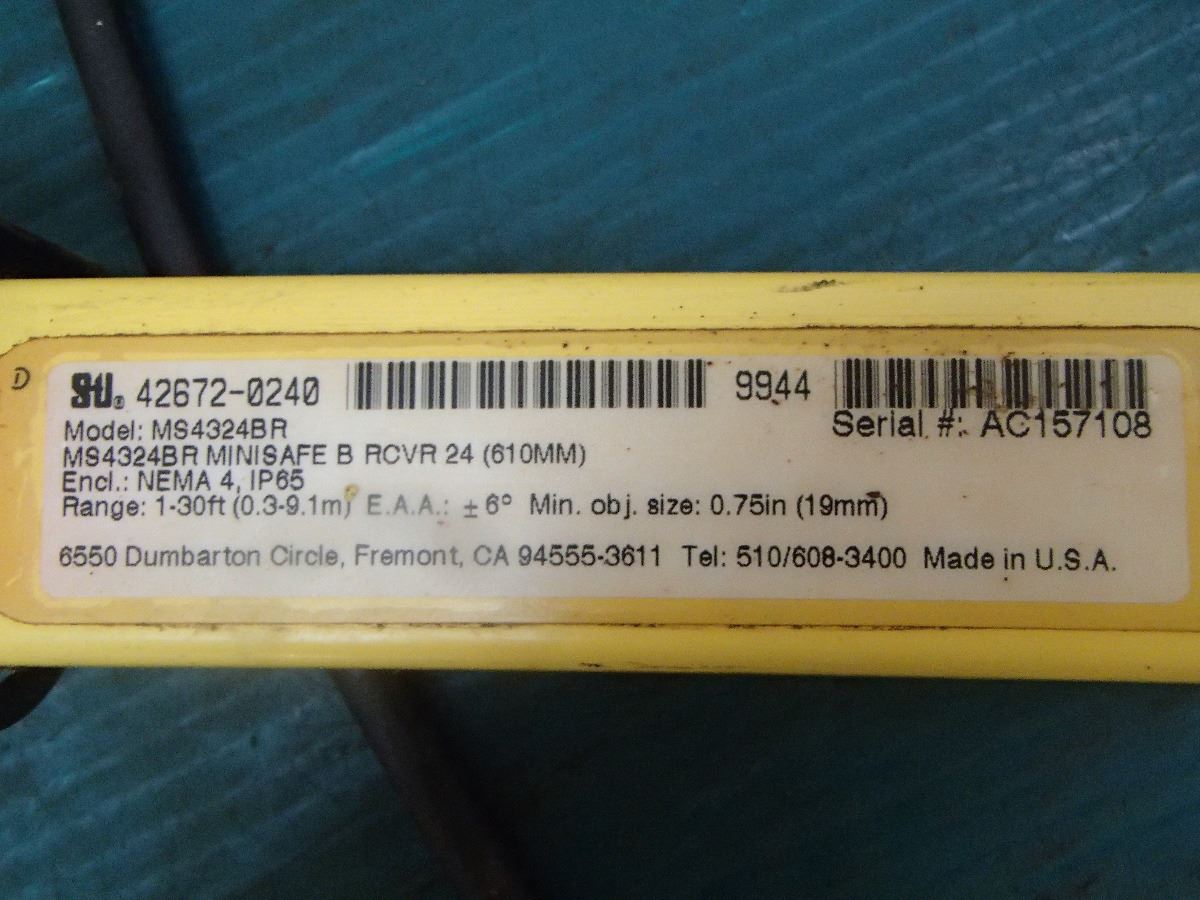 D
STI® 42672-0240 9944
Serial #: AC157108
Model: MS4324BR
MS4324BR MINISAFE B RCVR 24 (610MM)
Encl.: NEMA 4, IP65
Range: 1-30ft (0.3-9.1m) E.A.A.: ± 6° Min. obj. size: 0.75in (19mm)
6550 Dumbarton Circle, Fremont, CA 94555-3611 Tel: 510/608-3400 Made in U.S.A.